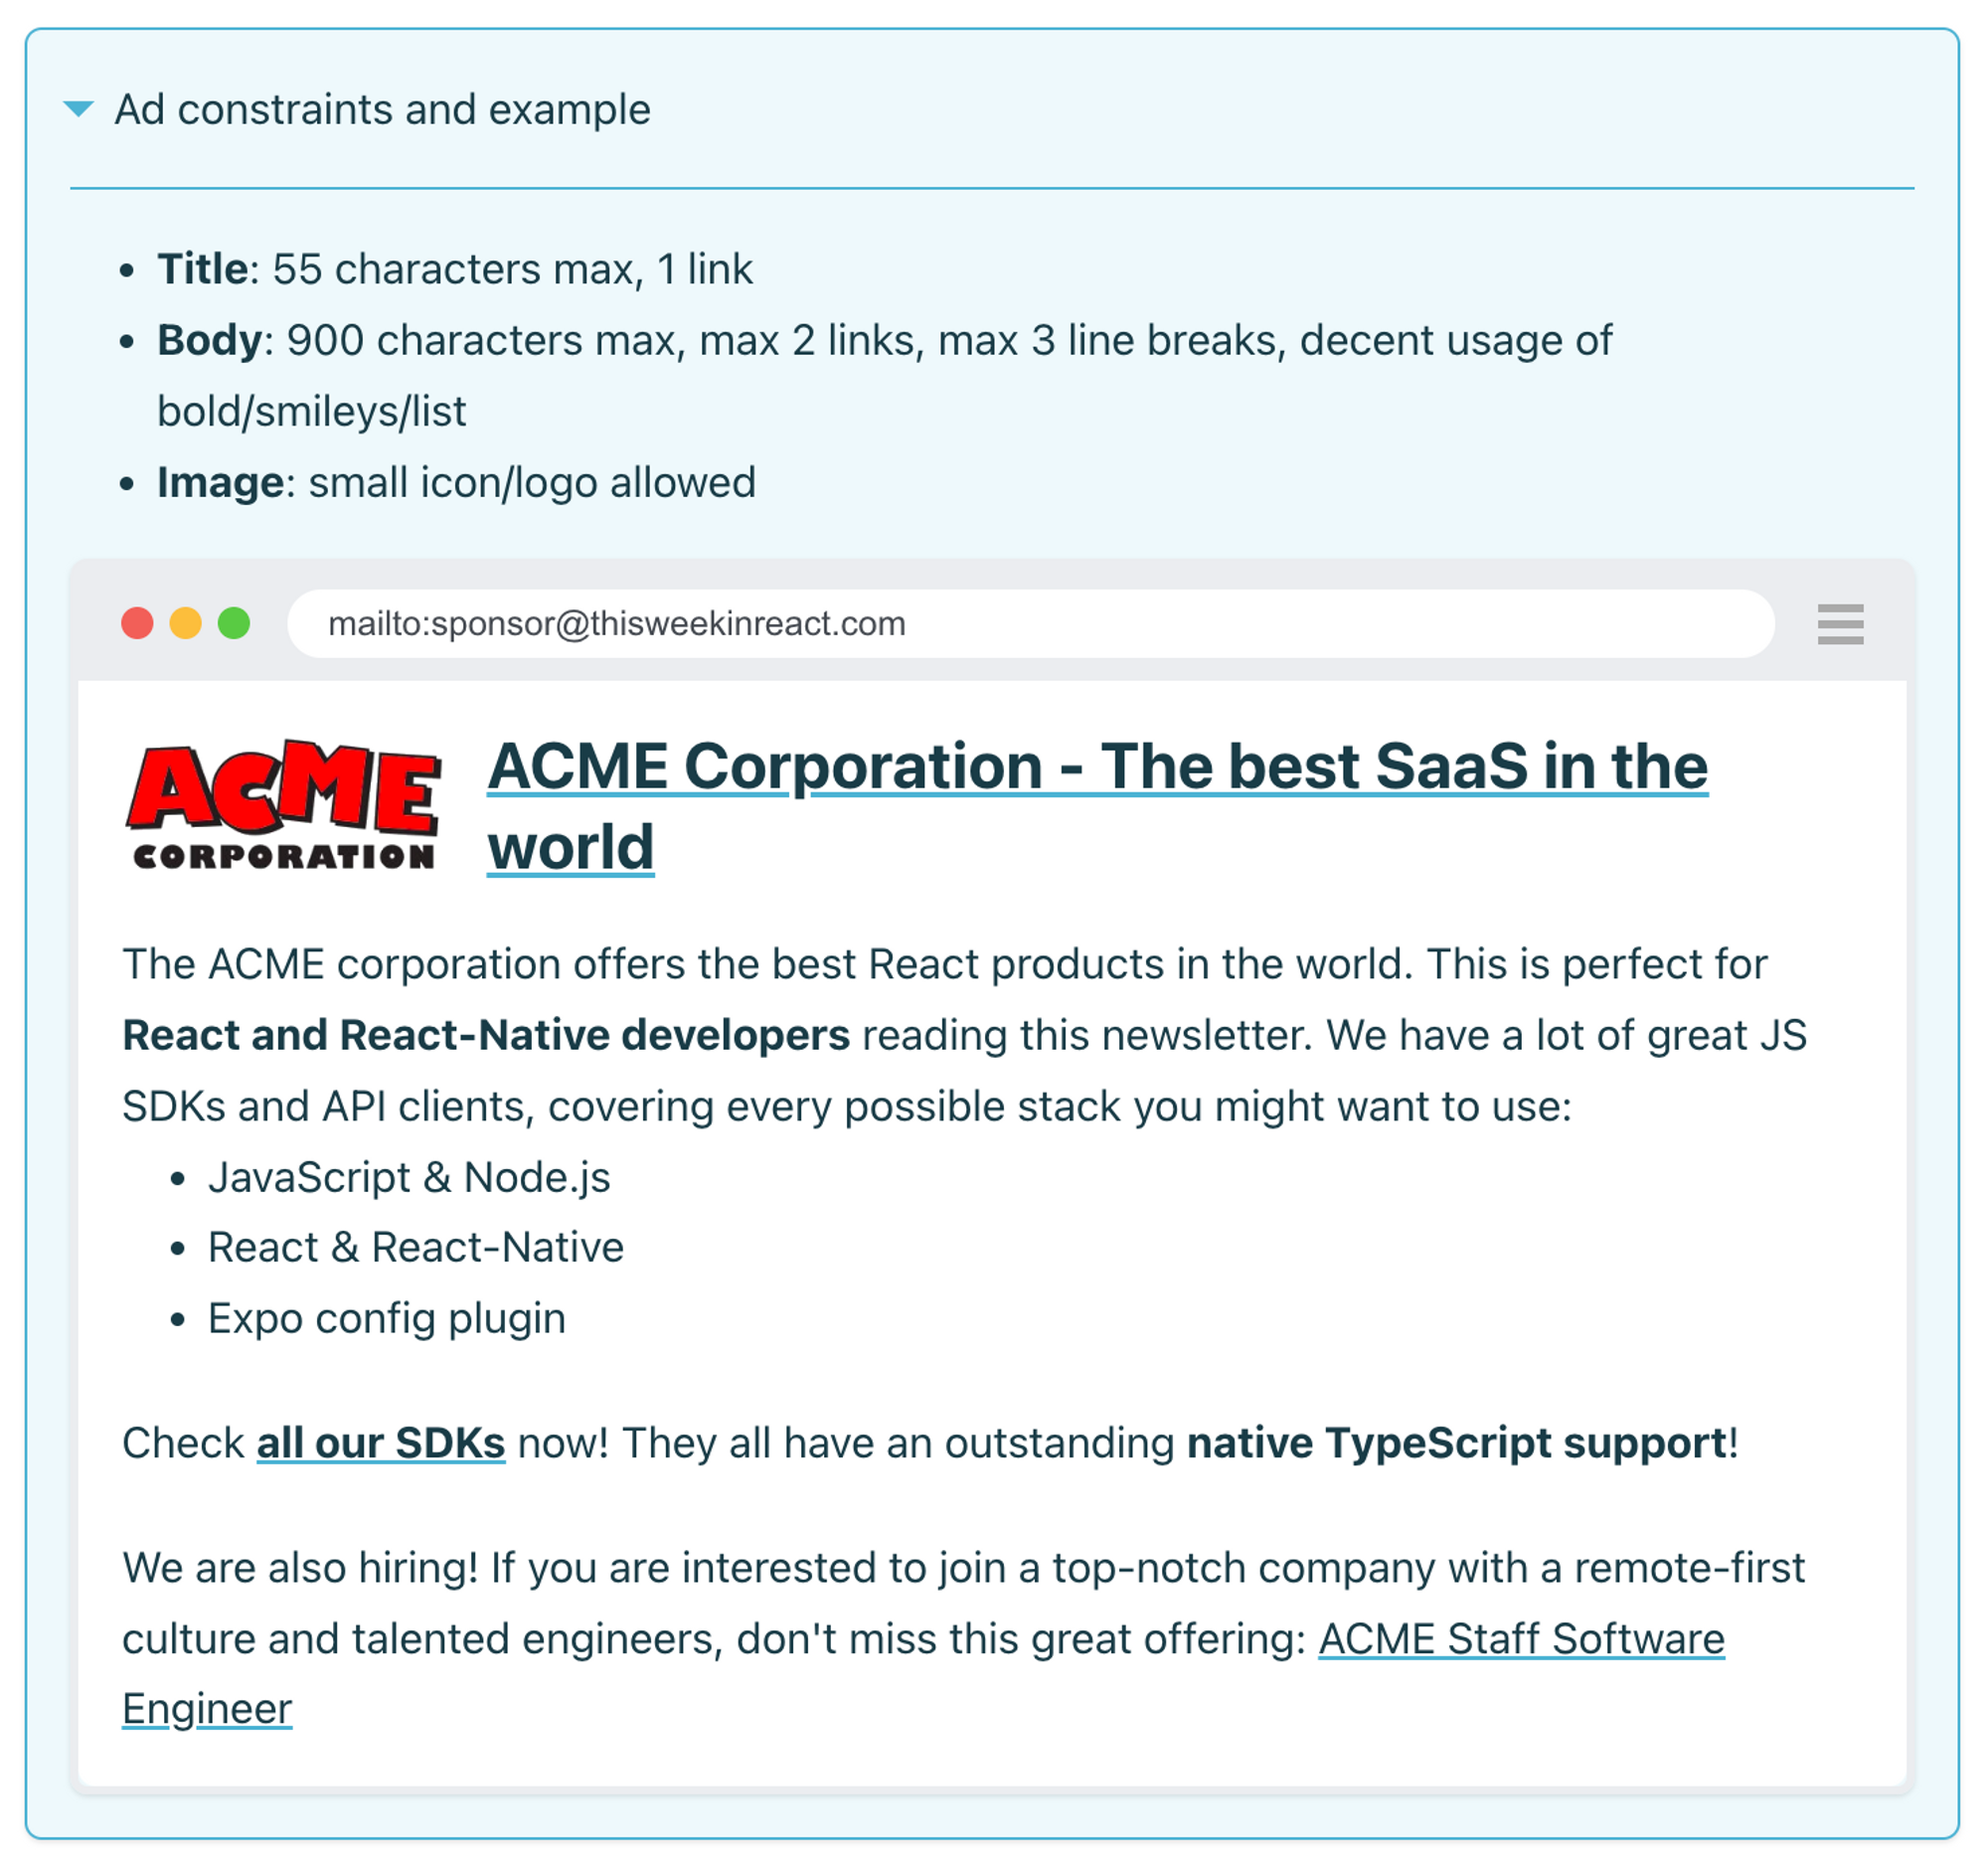 Ad constraints and example
• Title: 55 characters max, 1 link
• Body: 900 characters max, max 2 links, max 3 line breaks, decent usage of
bold/smileys/list
• Image: small icon/logo allowed
mailto:sponsor@thisweekinreact.com
ACME
CORPORATION
ACME Corporation - The best SaaS in the
world
The ACME corporation offers the best React products in the world. This is perfect for
React and React-Native developers reading this newsletter. We have a lot of great JS
SDKs and API clients, covering every possible stack you might want to use:
• JavaScript & Node.js
• React & React-Native
• Expo config plugin
Check all our SDKs now! They all have an outstanding native TypeScript support!
We are also hiring! If you are interested to join a top-notch company with a remote-first
culture and talented engineers, don't miss this great offering: ACME Staff Software
Engineer